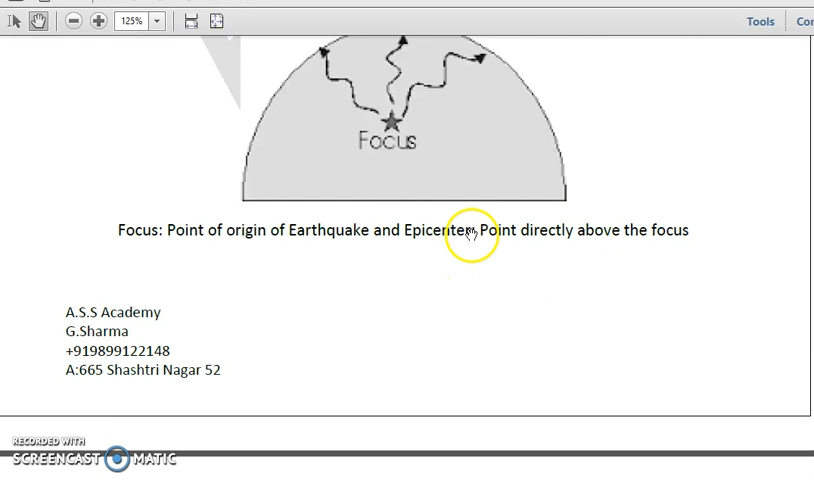 125%
Tools
Focus
Focus: Point of origin of Earthquake and Epicenter: Point directly above the focus
A.S.S Academy
G.Sharma
+919899122148
A:665 Shashtri Nagar 52
RECORDED WITH
SCREENCAST MATIC